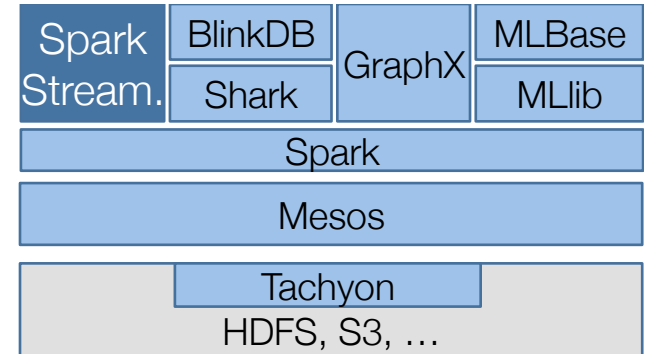 Spark
Stream.
BlinkDB
Shark
GraphX
MLBase
MLlib
Spark
Mesos
Tachyon
HDFS, S3, …